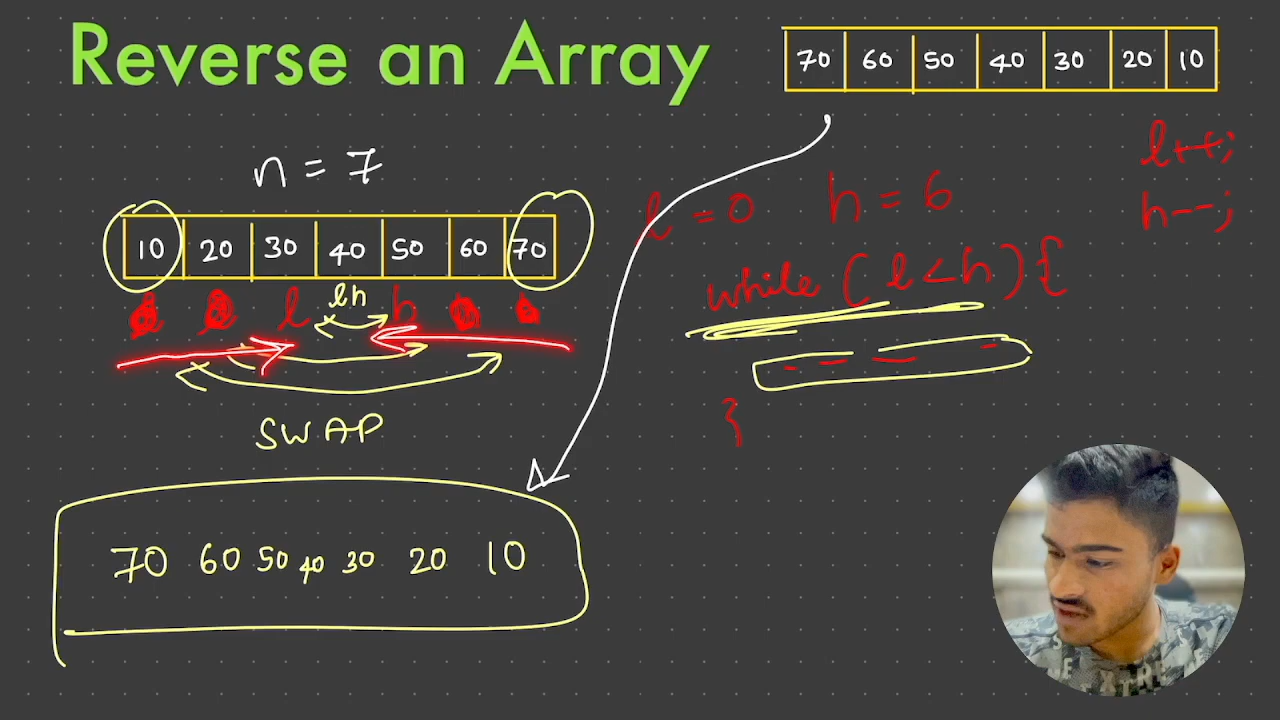 Reverse an Array
70 60 50 40 30 20 10
n = 7
10 20 30 40 50 60 70
l lh h
SWAP
70 60 50 40 30 20 10
l = 0 h = 6
l++;
h--;
while (l < h) {
}